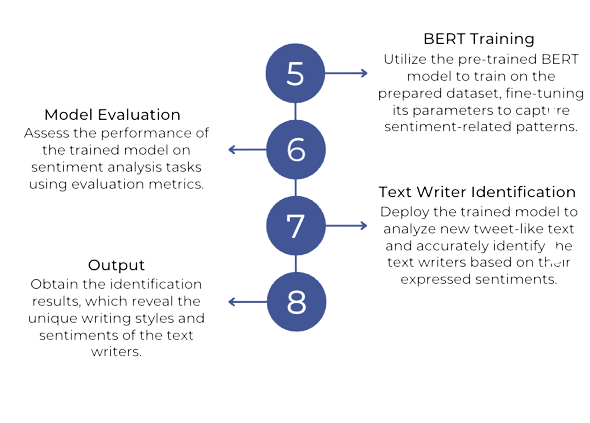 5
BERT Training
Utilize the pre-trained BERT
model to train on the
prepared dataset, fine-tuning
its parameters to capture
sentiment-related patterns.
6
Model Evaluation
Assess the performance of
the trained model on
sentiment analysis tasks
using evaluation metrics.
7
Text Writer Identification
Deploy the trained model to
analyze new tweet-like text
and accurately identify the
text writers based on their
expressed sentiments.
8
Output
Obtain the identification
results, which reveal the
unique writing styles and
sentiments of the text
writers.